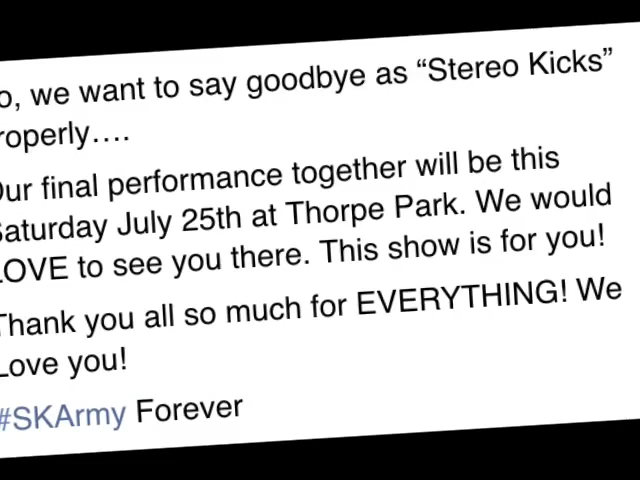 o, we want to say goodbye as “Stereo Kicks”
roperly….
Our final performance together will be this
Saturday July 25th at Thorpe Park. We would
LOVE to see you there. This show is for you!
Thank you all so much for EVERYTHING! We
Love you!
#SKArmy Forever